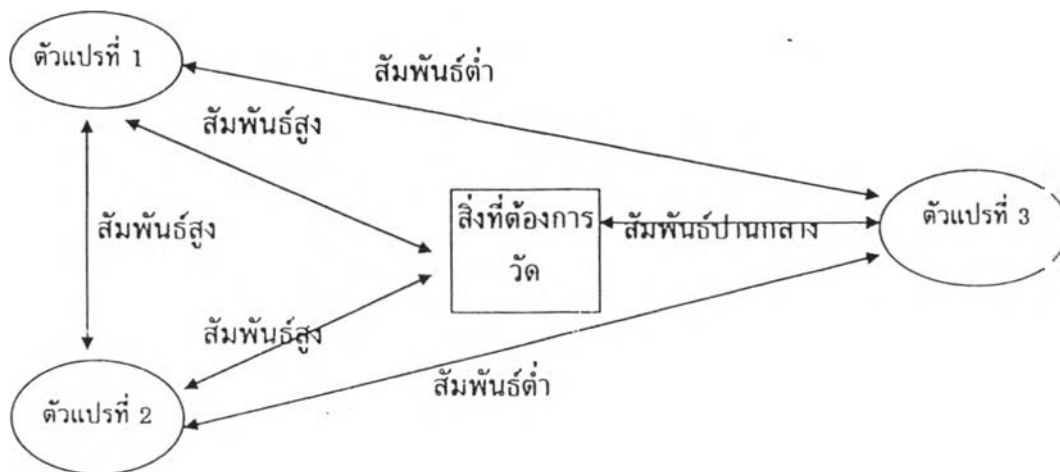 ตัวแปรที่ 1
สัมพันธ์ต่ำ
สัมพันธ์สูง
สัมพันธ์สูง
สิ่งที่ต้องการ
วัด
สัมพันธ์ปานกลาง
ตัวแปรที่ 3
สัมพันธ์สูง
สัมพันธ์ต่ำ
ตัวแปรที่ 2